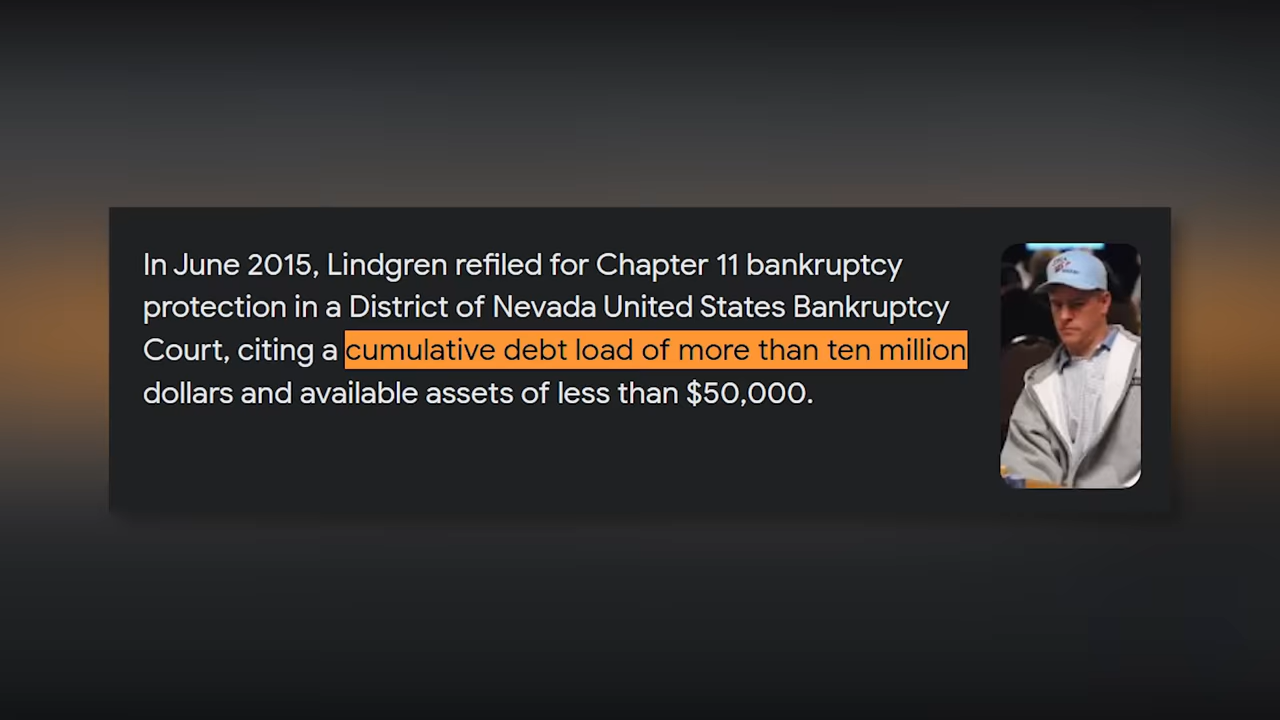 In June 2015, Lindgren refiled for Chapter 11 bankruptcy
protection in a District of Nevada United States Bankruptcy
Court, citing a cumulative debt load of more than ten million
dollars and available assets of less than $50,000.